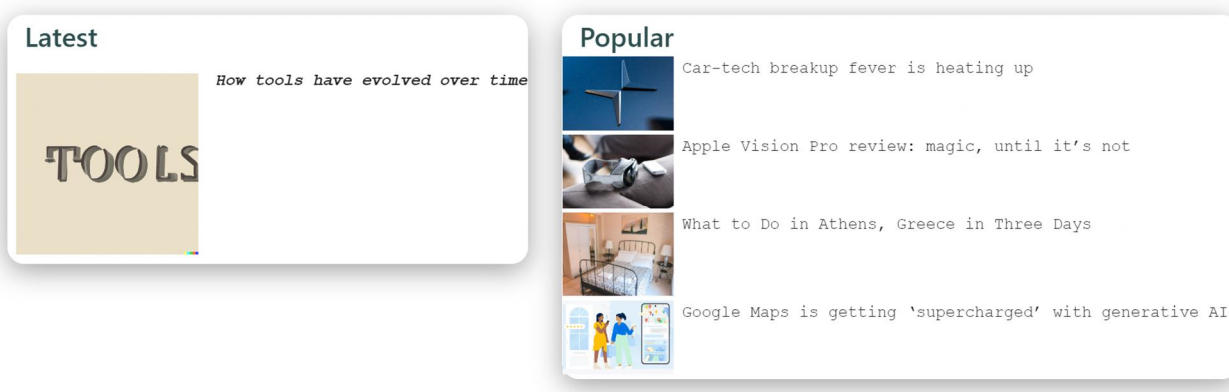 Latest
How tools have evolved over time
TOOLS
Popular
Car-tech breakup fever is heating up
Apple Vision Pro review: magic, until it’s not
What to Do in Athens, Greece in Three Days
Google Maps is getting ‘supercharged’ with generative AI